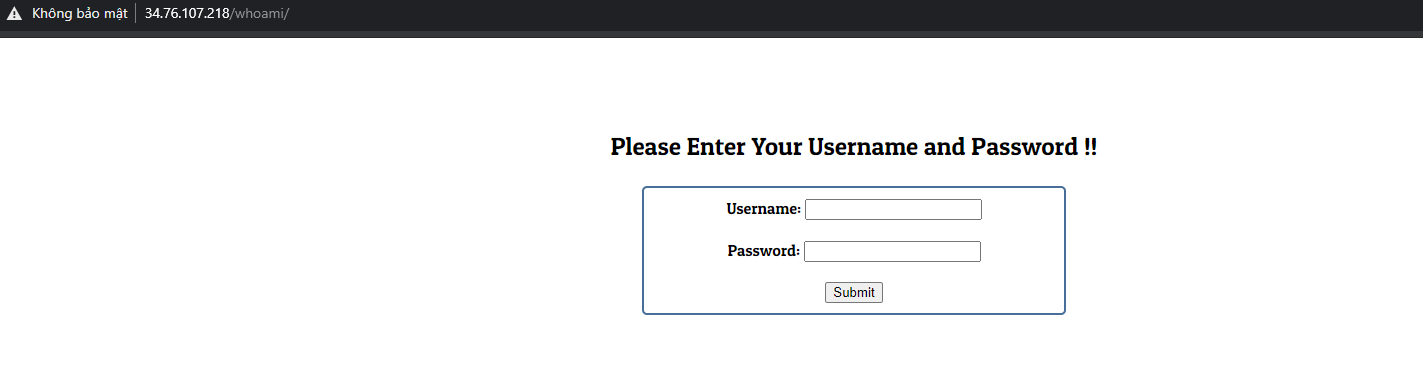 Không bảo mật 34.76.107.218/whoami/
Please Enter Your Username and Password !!
Username:
Password:
Submit